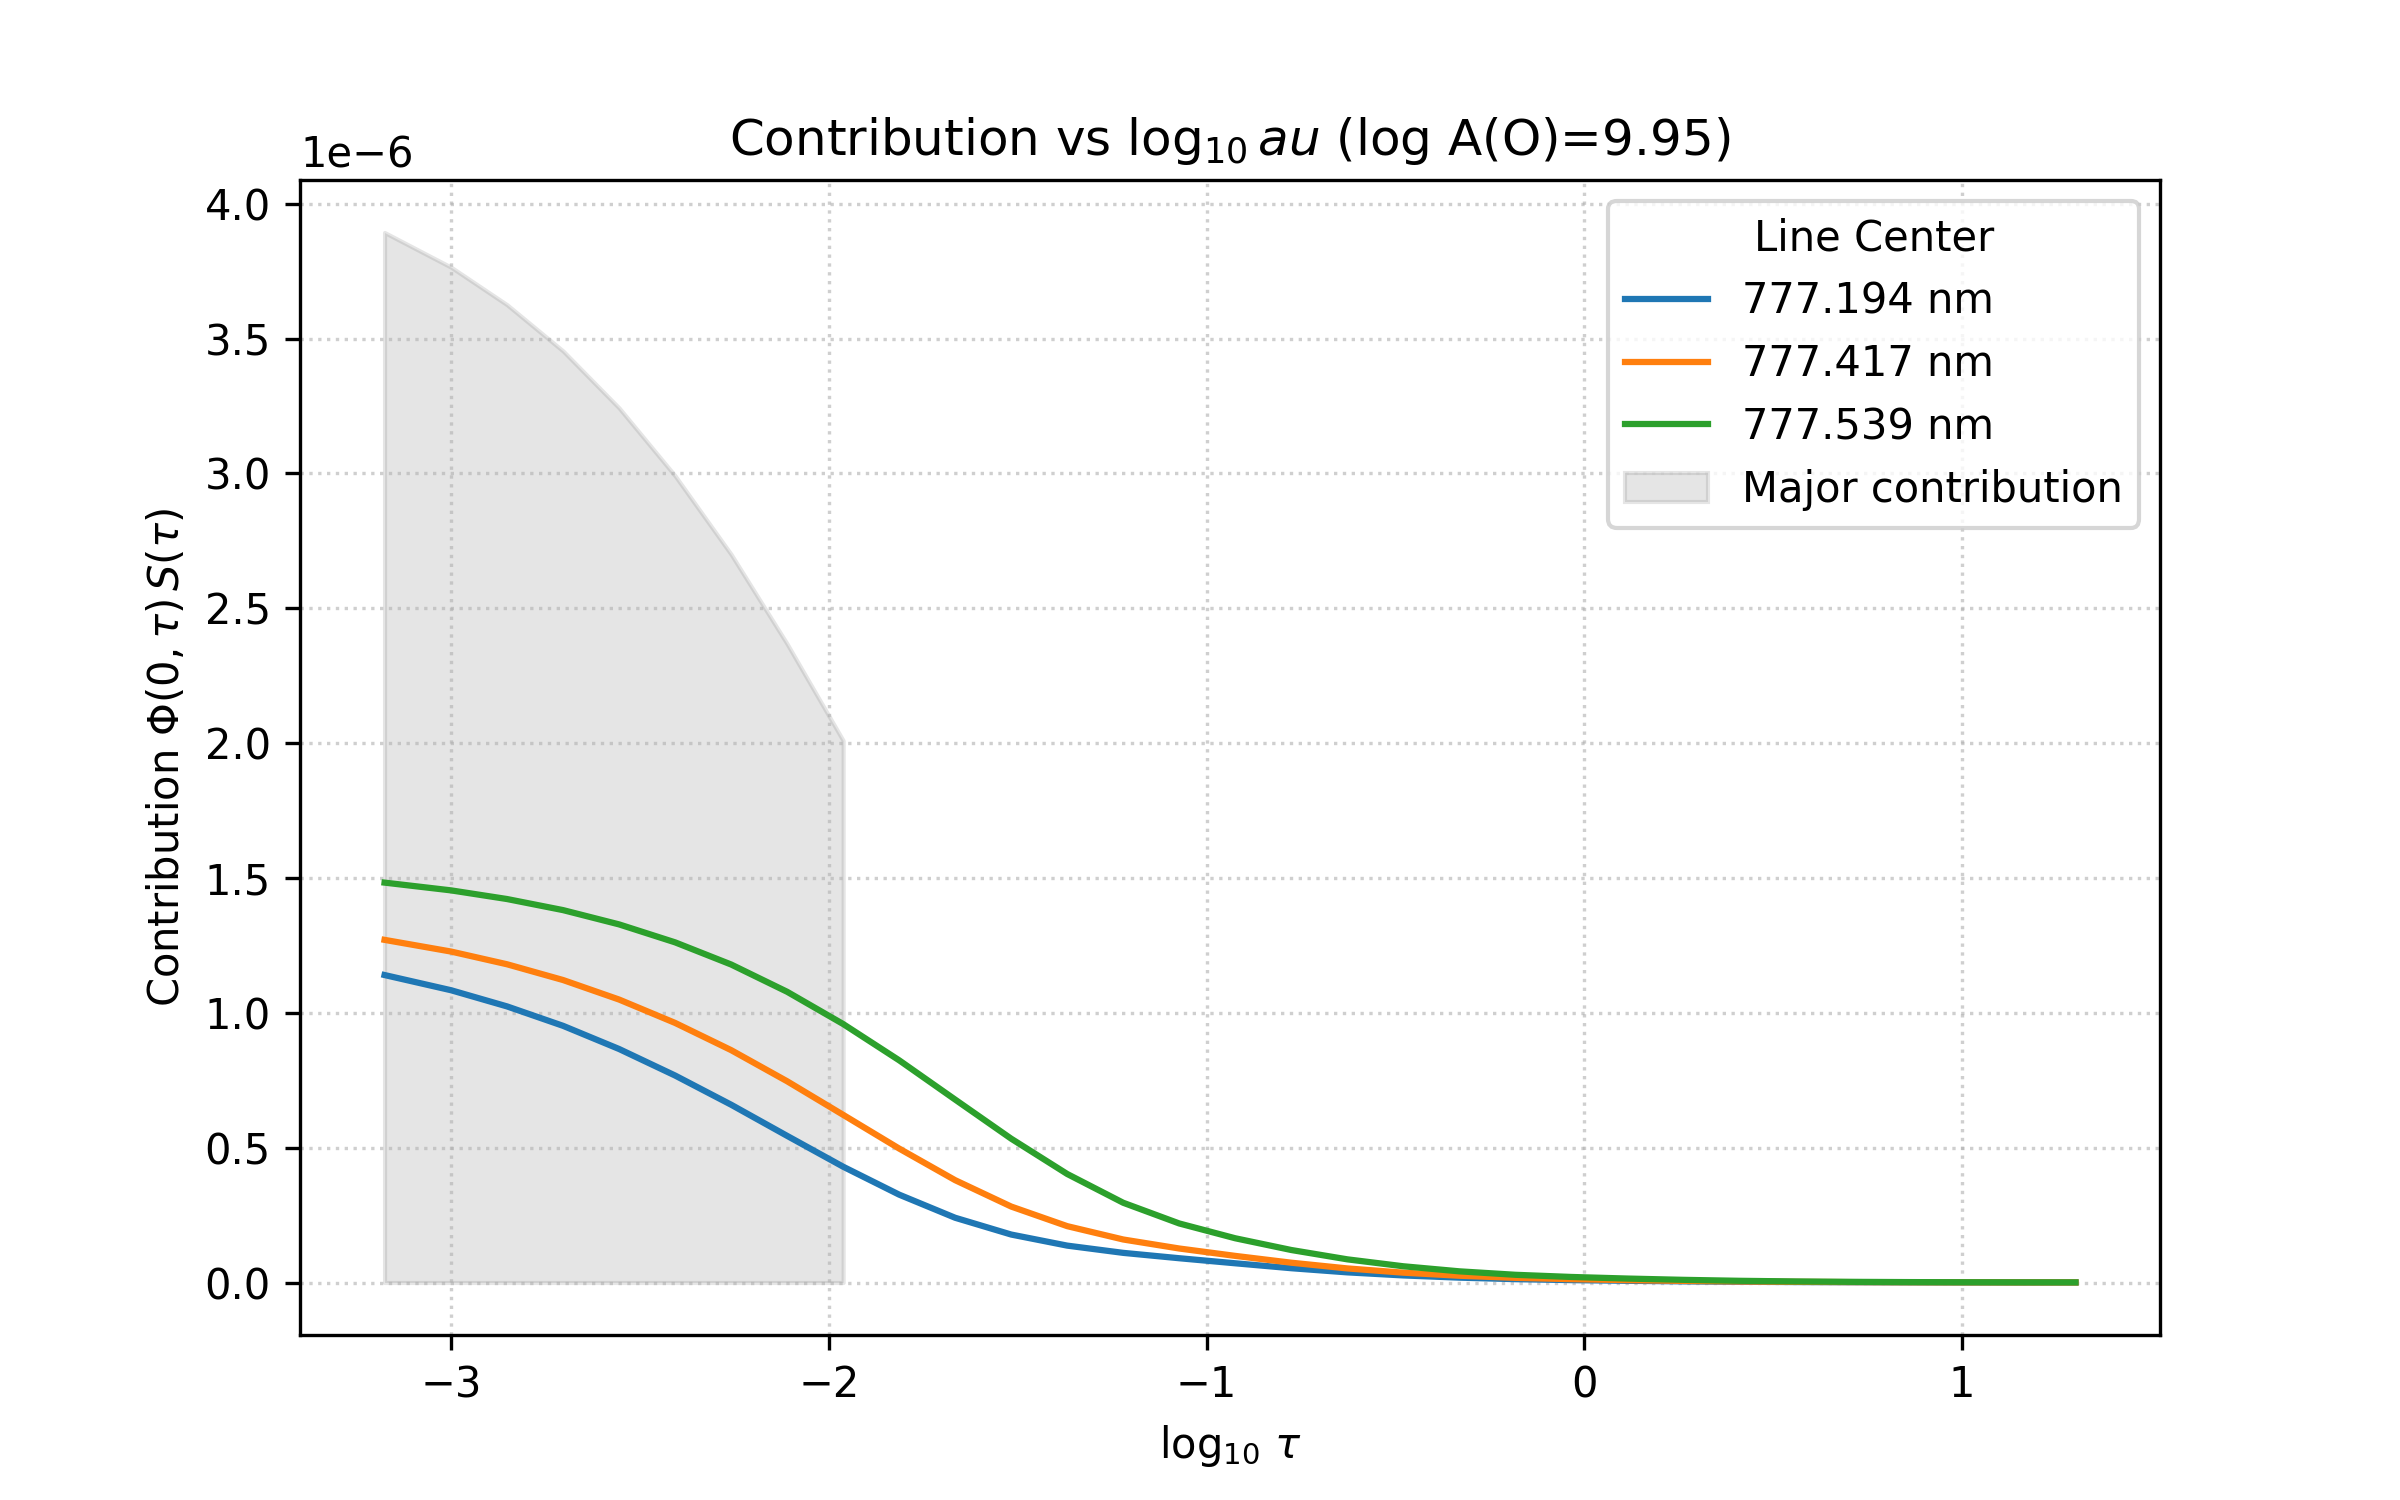 Contribution vs log₁₀ au (log A(O)=9.95)
1e−6
4.0
3.5
3.0
2.5
2.0
1.5
1.0
0.5
0.0
Contribution Φ(0, τ) S(τ)
Line Center
777.194 nm
777.417 nm
777.539 nm
Major contribution
−3 −2 −1 0 1
log₁₀ τ